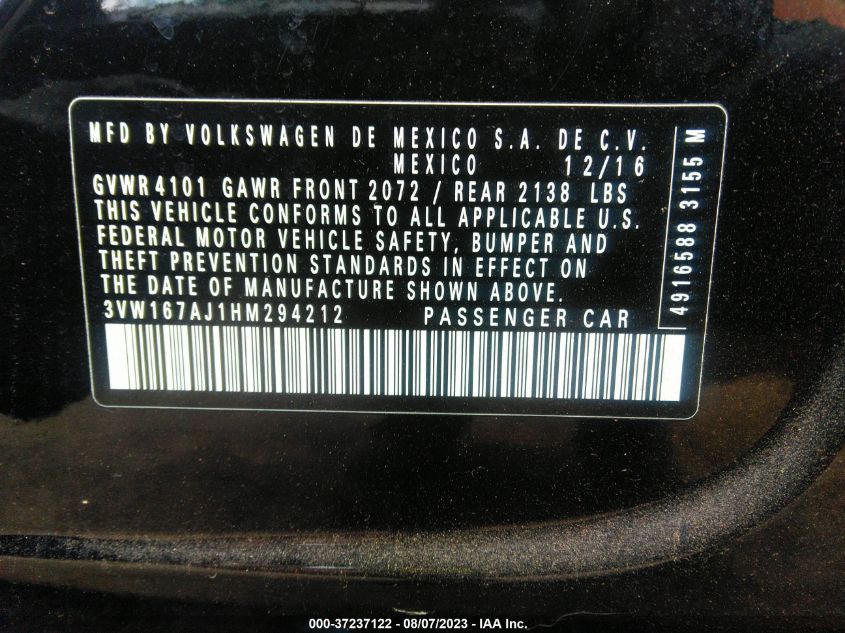 MFD BY VOLKSWAGEN DE MEXICO S.A. DE C.V.
MEXICO 12/16
GVWR 4101 GAWR FRONT 2072 / REAR 2138 LBS
THIS VEHICLE CONFORMS TO ALL APPLICABLE U.S.
FEDERAL MOTOR VEHICLE SAFETY, BUMPER AND
THEFT PREVENTION STANDARDS IN EFFECT ON
THE DATE OF MANUFACTURE SHOWN ABOVE.
3VW167AJ1HM294212 PASSENGER CAR
4916588 3155 M
000-37237122 - 08/07/2023 - IAA Inc.